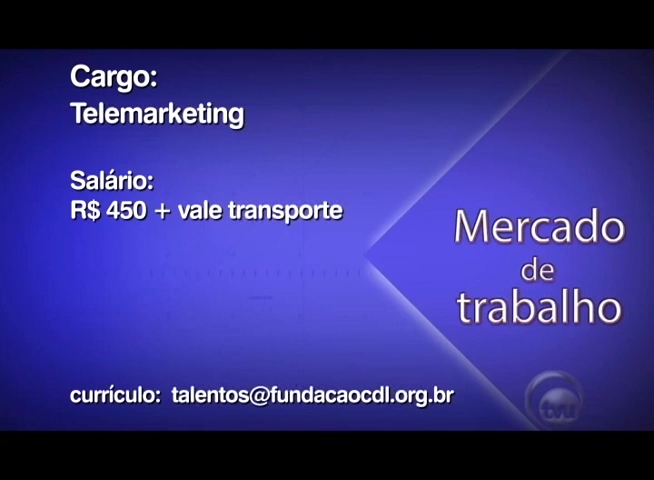 Cargo:
Telemarketing
Salário:
R$ 450 + vale transporte
Mercado
de
trabalho
currículo: talentos@fundacaocdl.org.br
tvu